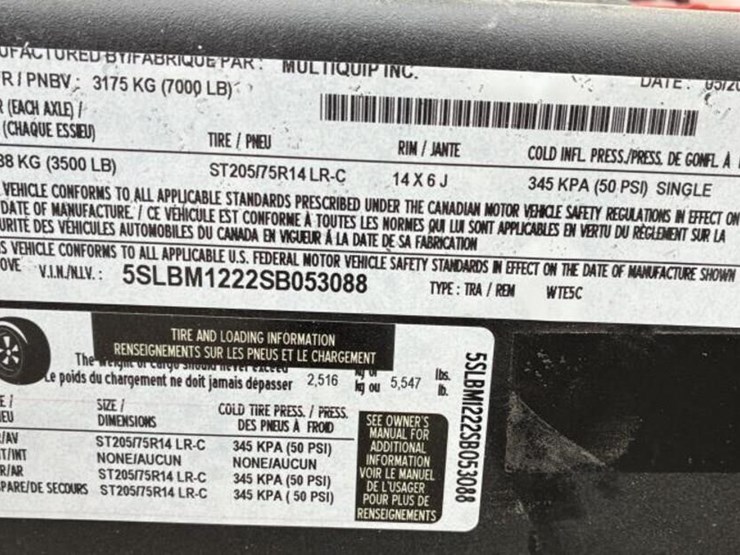 UFACTURED BY/FABRIQUE PAR: MULTIQUIP INC.
R / PNBV: 3175 KG (7000 LB)
DATE:
R (EACH AXLE) /
(CHAQUE ESSIEU)
TIRE / PNEU
RIM / JANTE
COLD INFL. PRESS./PRESS. DE GONFL. À
38 KG (3500 LB)
ST205/75R14 LR-C
14 X 6 J
345 KPA (50 PSI) SINGLE
VEHICLE CONFORMS TO ALL APPLICABLE STANDARDS PRESCRIBED UNDER THE CANADIAN MOTOR VEHICLE SAFETY REGULATIONS IN EFFECT ON
DATE OF MANUFACTURE. / CE VÉHICULE EST CONFORME À TOUTES LES NORMES QUI LUI SONT APPLICABLES EN VERTU DU RÈGLEMENT SUR LA
URITÉ DES VÉHICULES AUTOMOBILES DU CANADA EN VIGUEUR À LA DATE DE SA FABRICATION
S VEHICLE CONFORMS TO ALL APPLICABLE U.S. FEDERAL MOTOR VEHICLE SAFETY STANDARDS IN EFFECT ON THE DATE OF MANUFACTURE SHOWN
OVE V.I.N./N.I.V.: 5SLBM1222SB053088 TYPE : TRA / REM WTE5C
TIRE AND LOADING INFORMATION
RENSEIGNEMENTS SUR LES PNEUS ET LE CHARGEMENT
The weight of cargo should never exceed
Le poids du chargement ne doit jamais dépasser 2,516 kg ou 5,547 lbs.
lb.
E /
EU
SIZE /
DIMENSIONS
COLD TIRE PRESS. / PRESS.
DES PNEUS À FROID
/AV ST205/75R14 LR-C 345 KPA (50 PSI)
T/INT NONE/AUCUN NONE/AUCUN
R/AR ST205/75R14 LR-C 345 KPA (50 PSI)
PARE/DE SECOURS ST205/75R14 LR-C 345 KPA ( 50 PSI)
SEE OWNER'S
MANUAL FOR
ADDITIONAL
INFORMATION
VOIR LE MANUEL
DE L'USAGER
POUR PLUS DE
RENSEIGNEMENTS
5SLBM1222SB053088